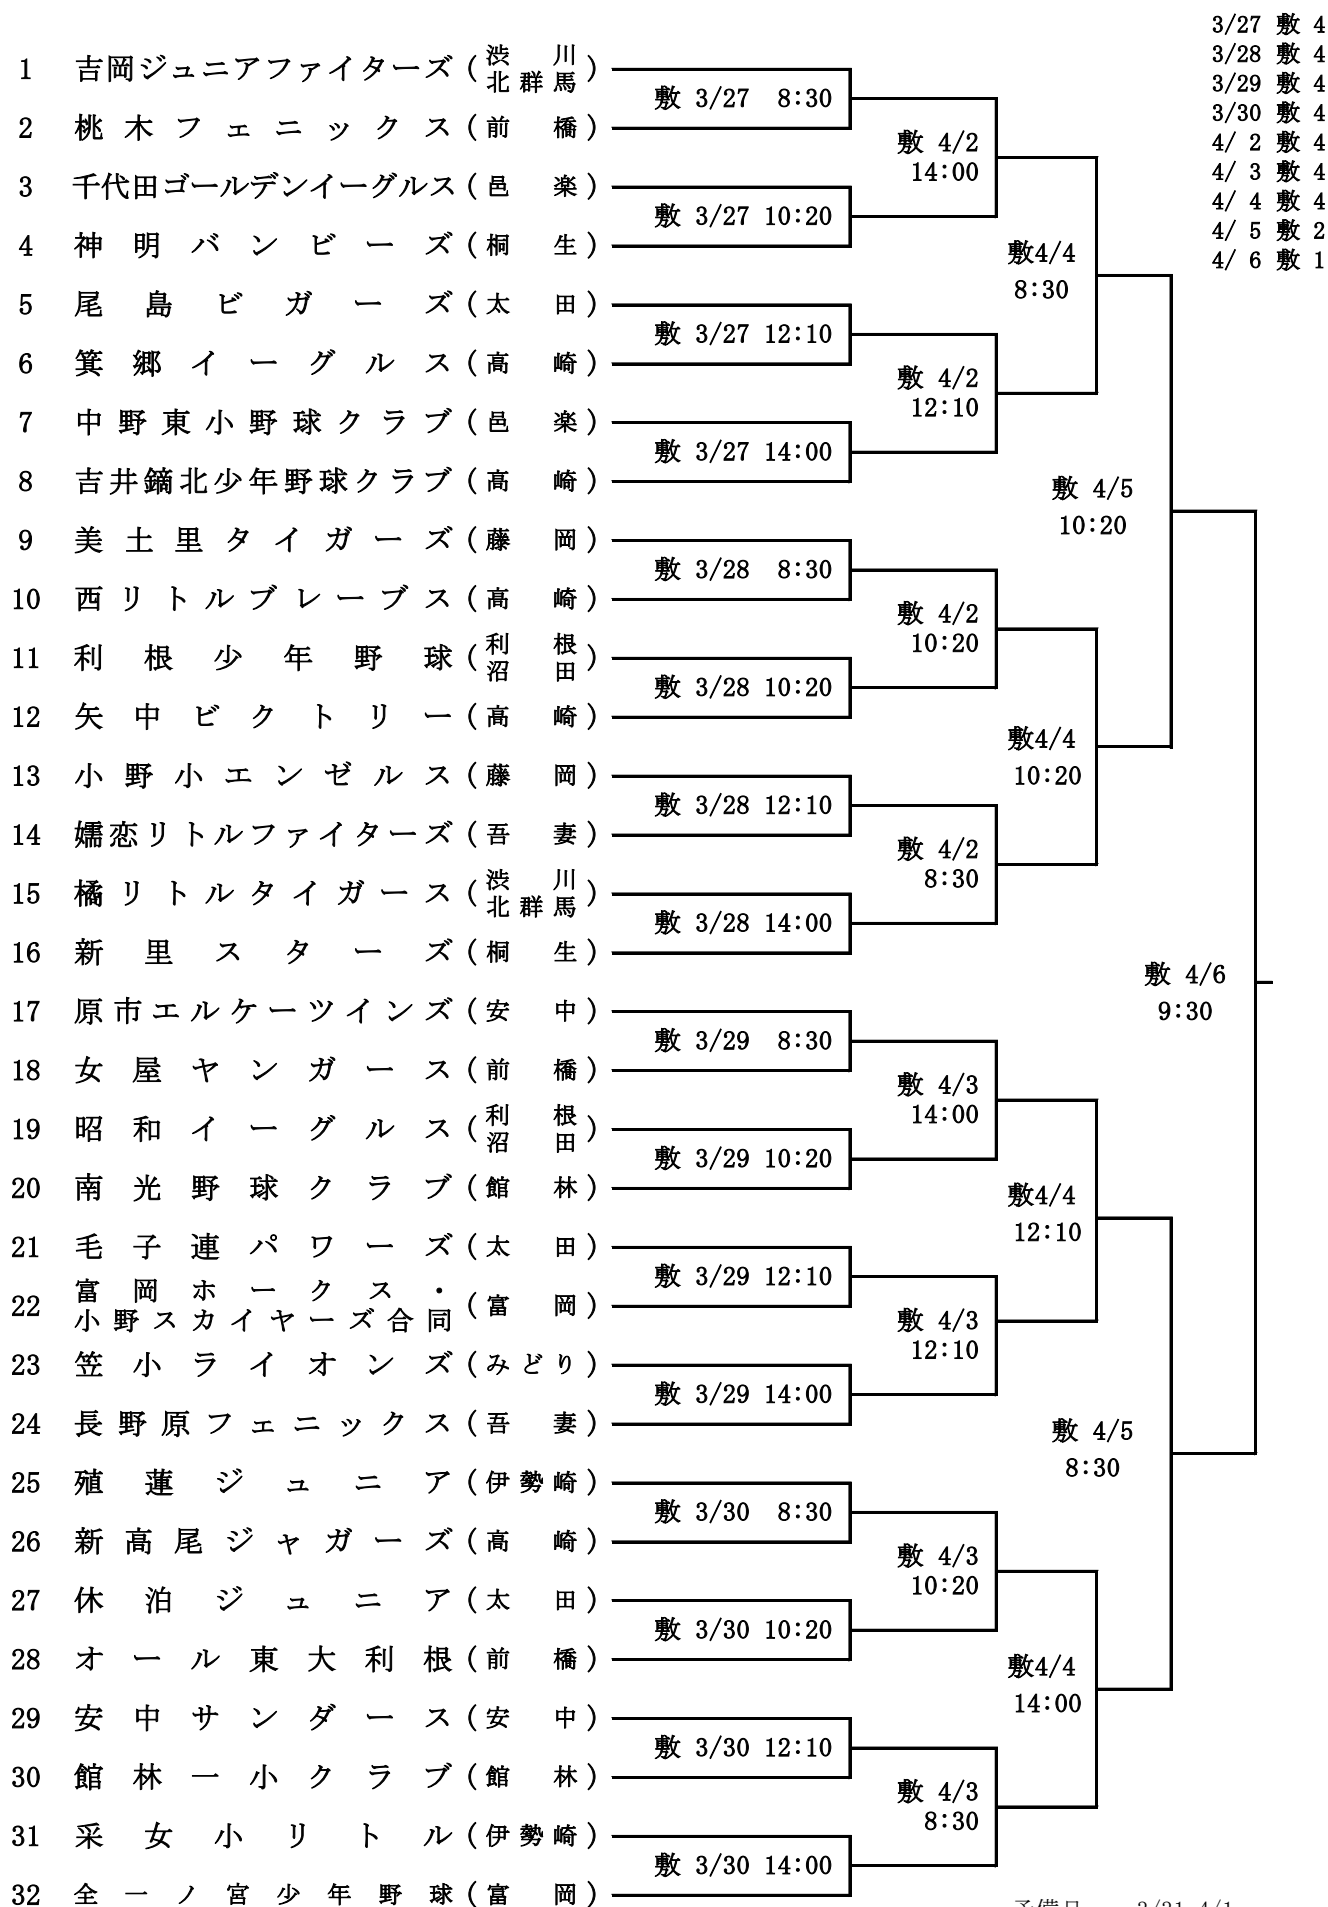 3/27 敷 4
3/28 敷 4
3/29 敷 4
3/30 敷 4
4/ 2 敷 4
4/ 3 敷 4
4/ 4 敷 4
4/ 5 敷 2
4/ 6 敷 1
1 吉岡ジュニアファイターズ(渋川北群馬)
敷 3/27 8:30
2 桃木フェニックス(前橋)
敷 4/2
14:00
3 千代田ゴールデンイーグルス(邑楽)
敷 3/27 10:20
4 神明バンビーズ(桐生)
敷4/4
8:30
5 尾島ビガーズ(太田)
敷 3/27 12:10
6 箕郷イーグルス(高崎)
敷 4/2
12:10
7 中野東小野球クラブ(邑楽)
敷 3/27 14:00
8 吉井鏑北少年野球クラブ(高崎)
敷 4/5
10:20
9 美土里タイガーズ(藤岡)
敷 3/28 8:30
10 西リトルブレーブス(高崎)
敷 4/2
10:20
11 利根少年野球(利根沼田)
敷 3/28 10:20
12 矢中ビクトリー(高崎)
敷4/4
10:20
13 小野小エンゼルス(藤岡)
敷 3/28 12:10
14 嬬恋リトルファイターズ(吾妻)
敷 4/2
8:30
15 橘リトルタイガース(渋川北群馬)
敷 3/28 14:00
16 新里スターズ(桐生)
敷 4/6
9:30
17 原市エルケーツインズ(安中)
敷 3/29 8:30
18 女屋ヤンガース(前橋)
敷 4/3
14:00
19 昭和イーグルス(利根沼田)
敷 3/29 10:20
20 南光野球クラブ(館林)
敷4/4
12:10
21 毛子連パワーズ(太田)
敷 3/29 12:10
22 富岡ホークス・
小野スカイヤーズ合同(富岡)
敷 4/3
12:10
23 笠小ライオンズ(みどり)
敷 3/29 14:00
24 長野原フェニックス(吾妻)
敷 4/5
8:30
25 殖蓮ジュニア(伊勢崎)
敷 3/30 8:30
26 新高尾ジャガーズ(高崎)
敷 4/3
10:20
27 休泊ジュニア(太田)
敷 3/30 10:20
28 オール東大利根(前橋)
敷4/4
14:00
29 安中サンダース(安中)
敷 3/30 12:10
30 館林一小クラブ(館林)
敷 4/3
8:30
31 采女小リトル(伊勢崎)
敷 3/30 14:00
32 全一ノ宮少年野球(富岡)